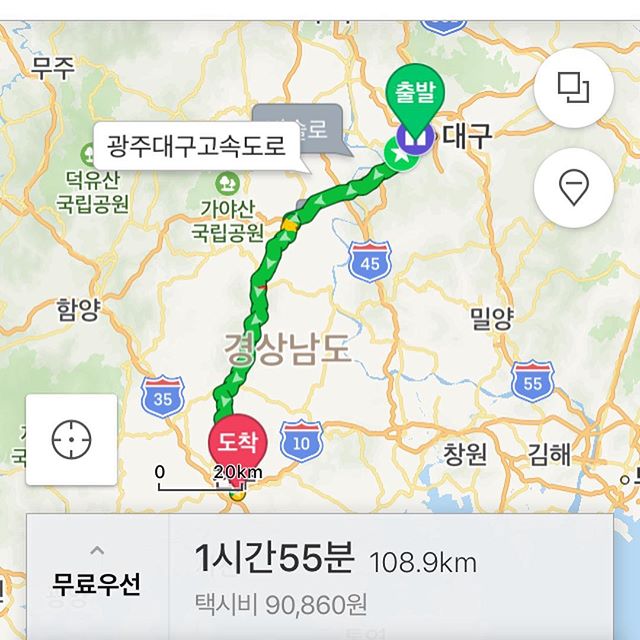 무주
출발
대구
광주대구고속도로
로
덕유산
국립공원
가야산
국립공원
45
함양
밀양
경상남도
35
55
도착
10
창원
김해
0
20km
1시간55분 108.9km
무료우선
택시비 90,860원